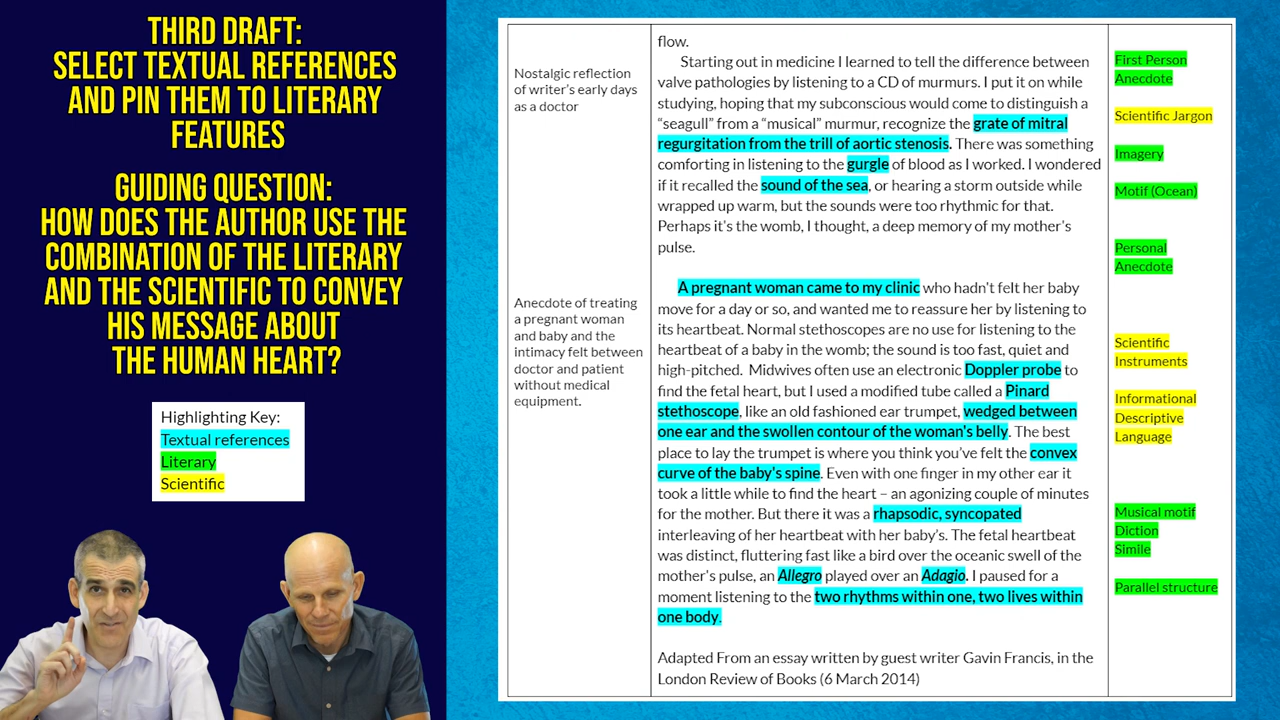 THIRD DRAFT:
SELECT TEXTUAL REFERENCES
AND PIN THEM TO LITERARY
FEATURES
GUIDING QUESTION:
HOW DOES THE AUTHOR USE THE
COMBINATION OF THE LITERARY
AND THE SCIENTIFIC TO CONVEY
HIS MESSAGE ABOUT
THE HUMAN HEART?
Highlighting Key:
Textual references
Literary
Scientific
Nostalgic reflection
of writer's early days
as a doctor
Anecdote of treating
a pregnant woman
and baby and the
intimacy felt between
doctor and patient
without medical
equipment.
flow.
Starting out in medicine I learned to tell the difference between
valve pathologies by listening to a CD of murmurs. I put it on while
studying, hoping that my subconscious would come to distinguish a
“seagull” from a “musical” murmur, recognize the grate of mitral
regurgitation from the trill of aortic stenosis. There was something
comforting in listening to the gurgle of blood as I worked. I wondered
if it recalled the sound of the sea, or hearing a storm outside while
wrapped up warm, but the sounds were too rhythmic for that.
Perhaps it's the womb, I thought, a deep memory of my mother's
pulse.
A pregnant woman came to my clinic who hadn't felt her baby
move for a day or so, and wanted me to reassure her by listening to
its heartbeat. Normal stethoscopes are no use for listening to the
heartbeat of a baby in the womb; the sound is too fast, quiet and
high-pitched. Midwives often use an electronic Doppler probe to
find the fetal heart, but I used a modified tube called a Pinard
stethoscope, like an old fashioned ear trumpet, wedged between
one ear and the swollen contour of the woman's belly. The best
place to lay the trumpet is where you think you've felt the convex
curve of the baby's spine. Even with one finger in my other ear it
took a little while to find the heart – an agonizing couple of minutes
for the mother. But there it was a rhapsodic, syncopated
interleaving of her heartbeat with her baby's. The fetal heartbeat
was distinct, fluttering fast like a bird over the oceanic swell of the
mother's pulse, an Allegro played over an Adagio. I paused for a
moment listening to the two rhythms within one, two lives within
one body.
Adapted From an essay written by guest writer Gavin Francis, in the
London Review of Books (6 March 2014)
First Person
Anecdote
Scientific Jargon
Imagery
Motif (Ocean)
Personal
Anecdote
Scientific
Instruments
Informational
Descriptive
Language
Musical motif
Diction
Simile
Parallel structure